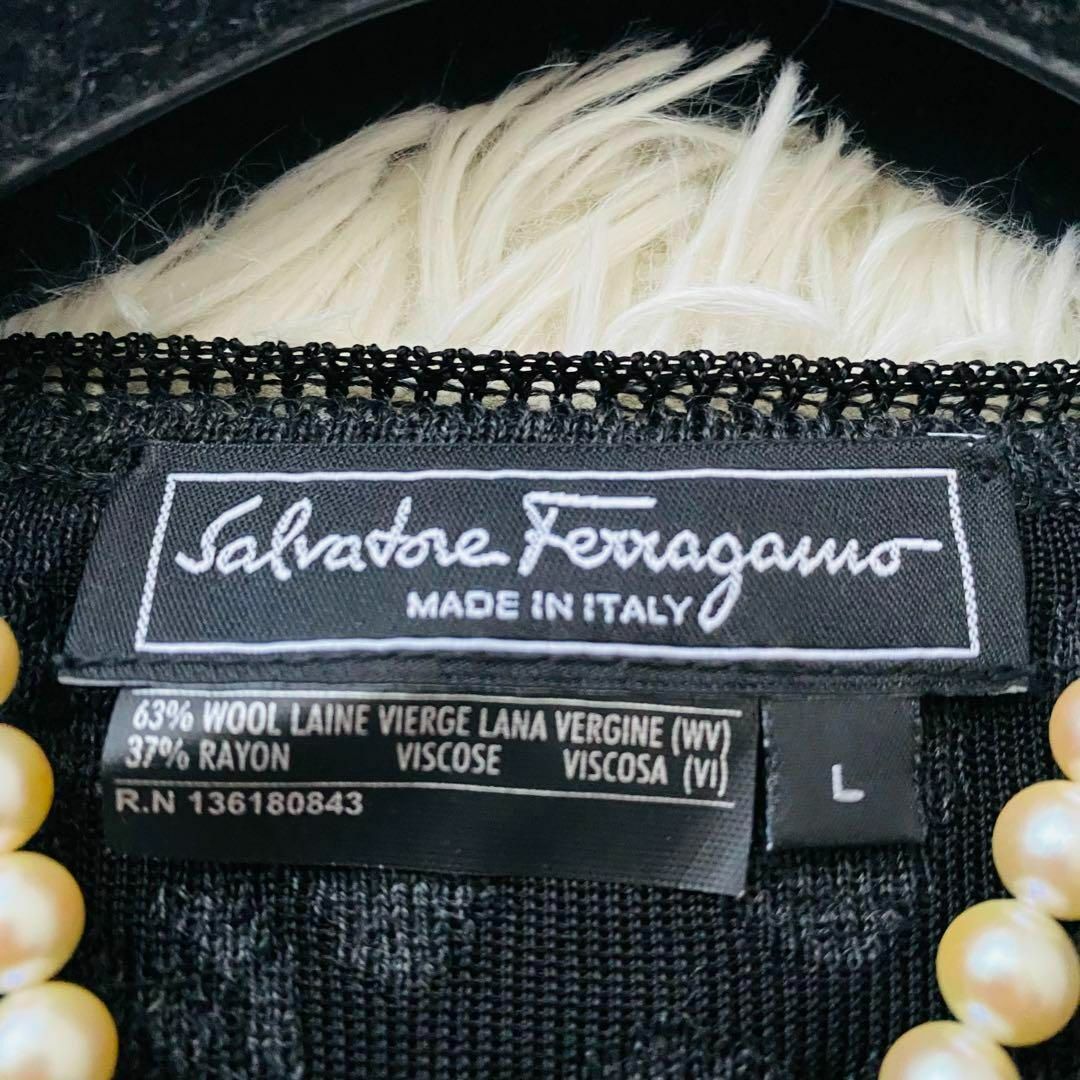 Salvatore Ferragamo
MADE IN ITALY
63% WOOL LAINE VIERGE LANA VERGINE (WV)
37% RAYON VISCOSE VISCOSA (VI)
R.N 136180843
L